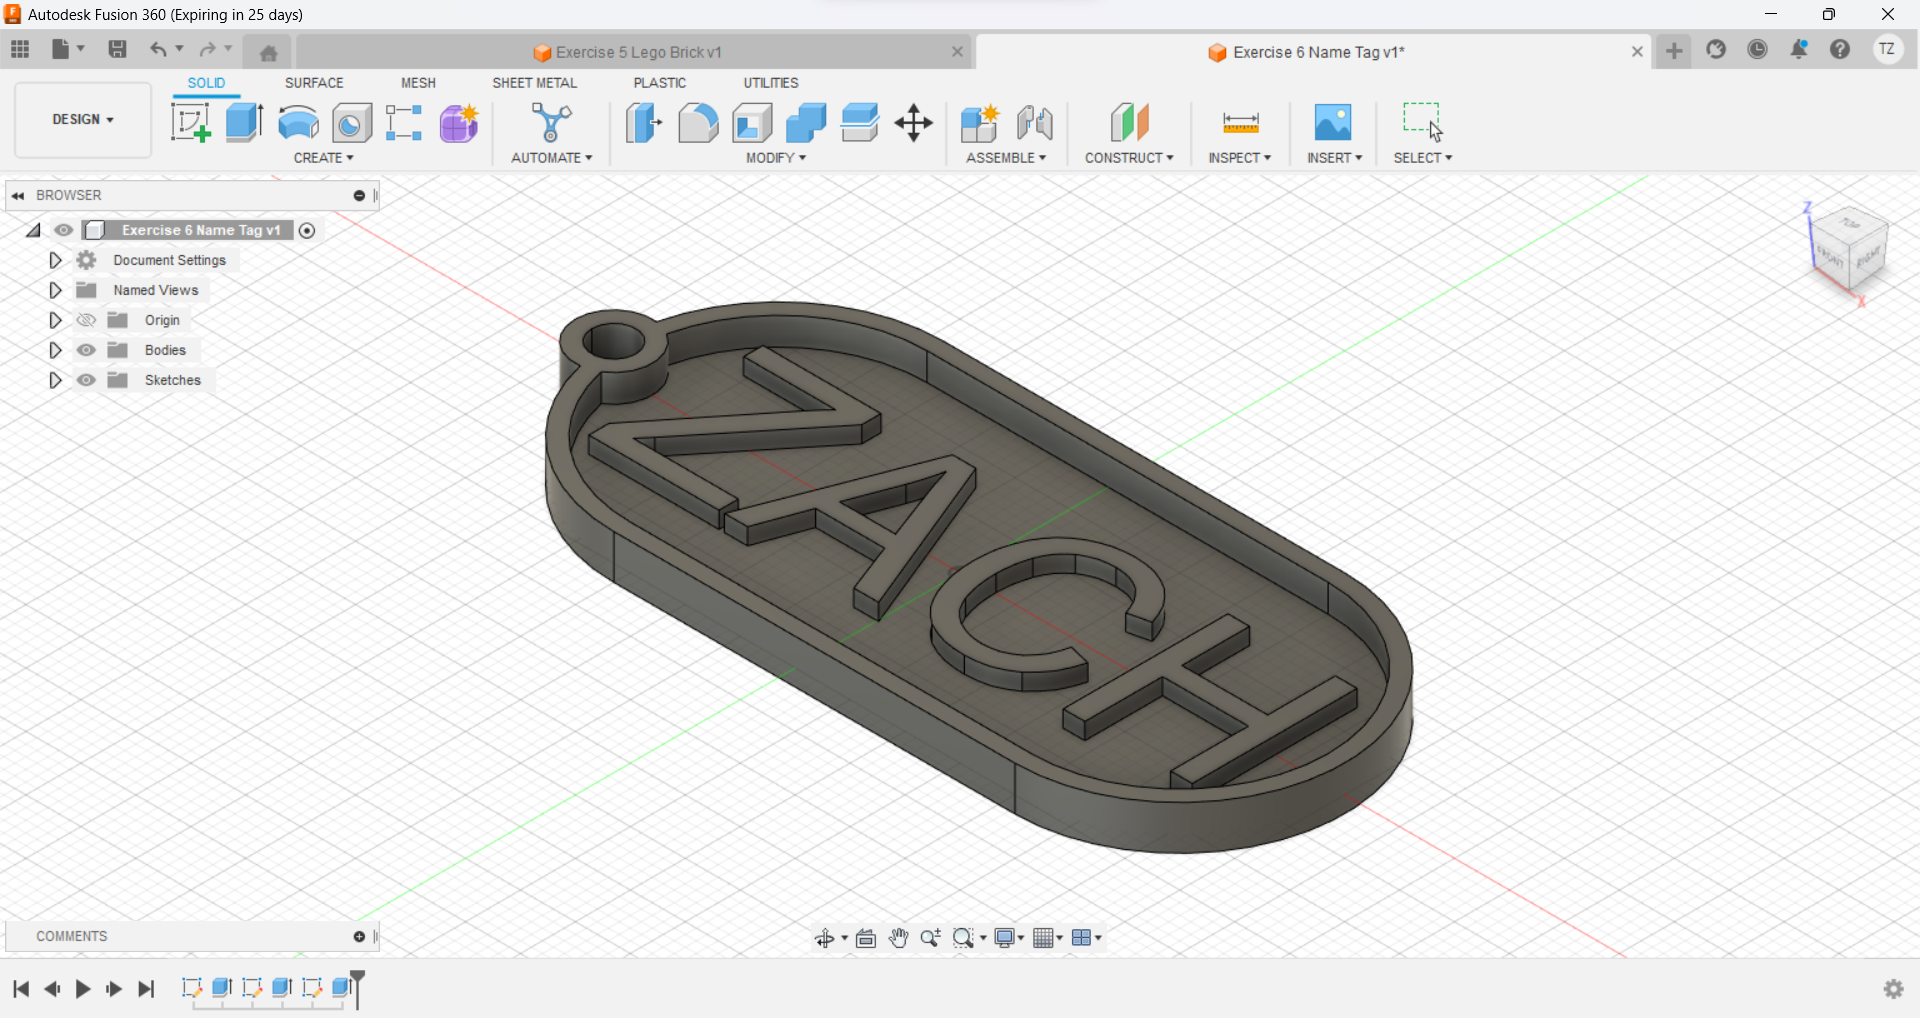 Autodesk Fusion 360 (Expiring in 25 days)
Exercise 5 Lego Brick v1
Exercise 6 Name Tag v1*
TZ
SOLID SURFACE MESH SHEET METAL PLASTIC UTILITIES
DESIGN
CREATE AUTOMATE MODIFY ASSEMBLE CONSTRUCT INSPECT INSERT SELECT
BROWSER
Exercise 6 Name Tag v1
Document Settings
Named Views
Origin
Bodies
Sketches
Z
TOP
FRONT
RIGHT
X
ZACH
COMMENTS